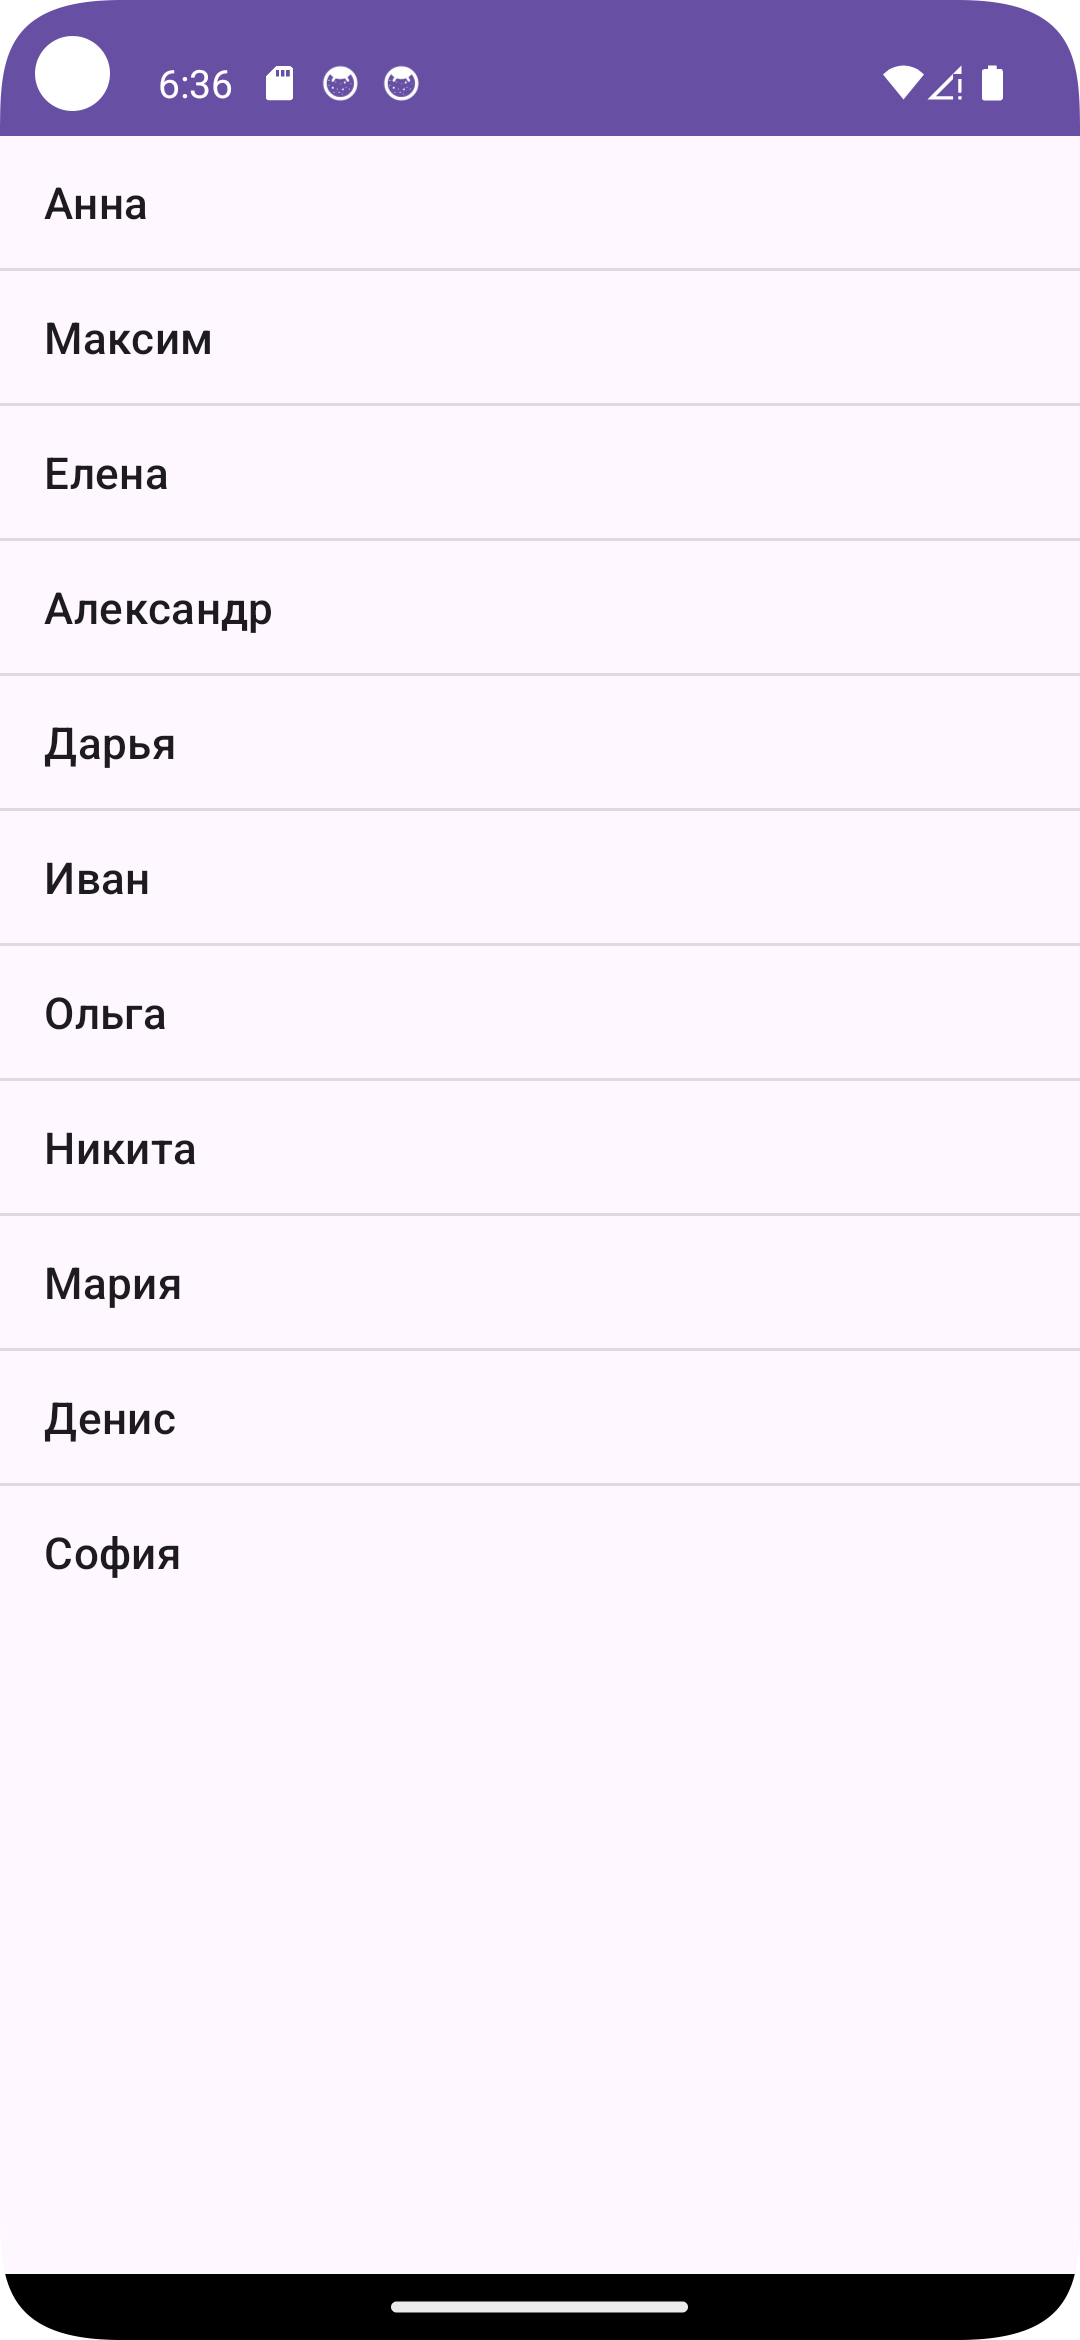 6:36
Анна
Максим
Елена
Александр
Дарья
Иван
Ольга
Никита
Мария
Денис
София